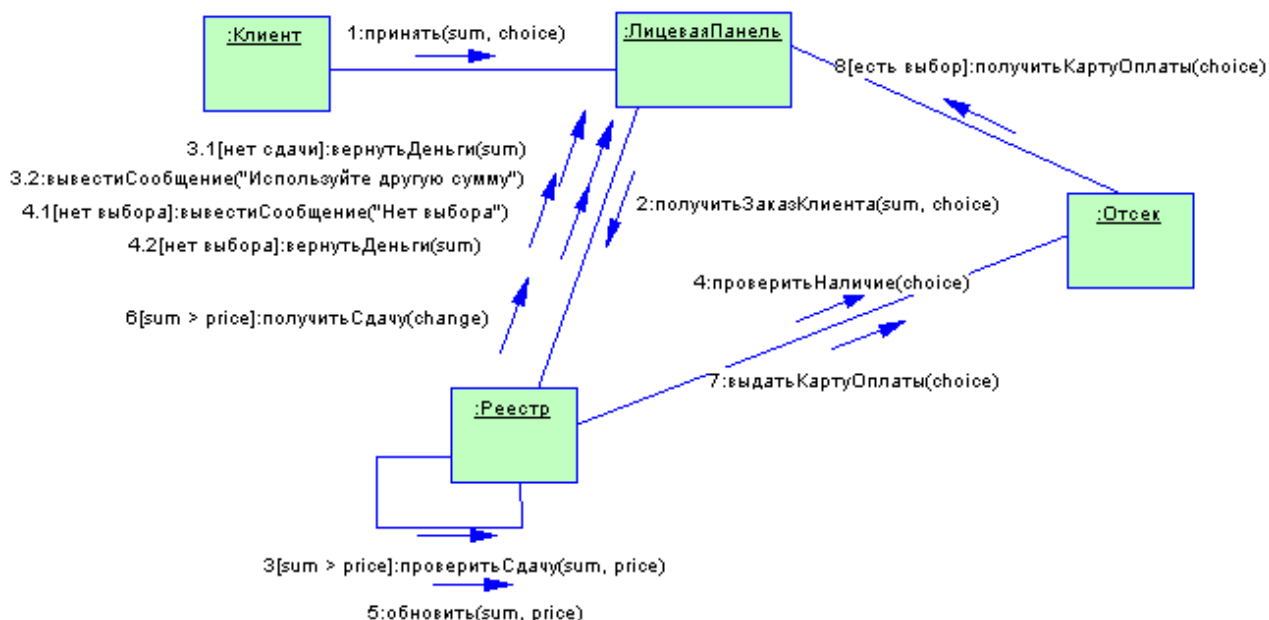 :Клиент
1:принять(sum, choice)
:ЛицеваяПанель
8[есть выбор]:получитьКартуОплаты(choice)
3.1[нет сдачи]:вернутьДеньги(sum)
3.2:вывестиСообщение("Используйте другую сумму")
4.1[нет выбора]:вывестиСообщение("Нет выбора")
4.2[нет выбора]:вернутьДеньги(sum)
2:получитьЗаказКлиента(sum, choice)
:Отсек
4:проверитьНаличие(choice)
6[sum > price]:получитьСдачу(change)
7:выдатьКартуОплаты(choice)
:Реестр
3[sum > price]:проверитьСдачу(sum, price)
5:обновить(sum, price)